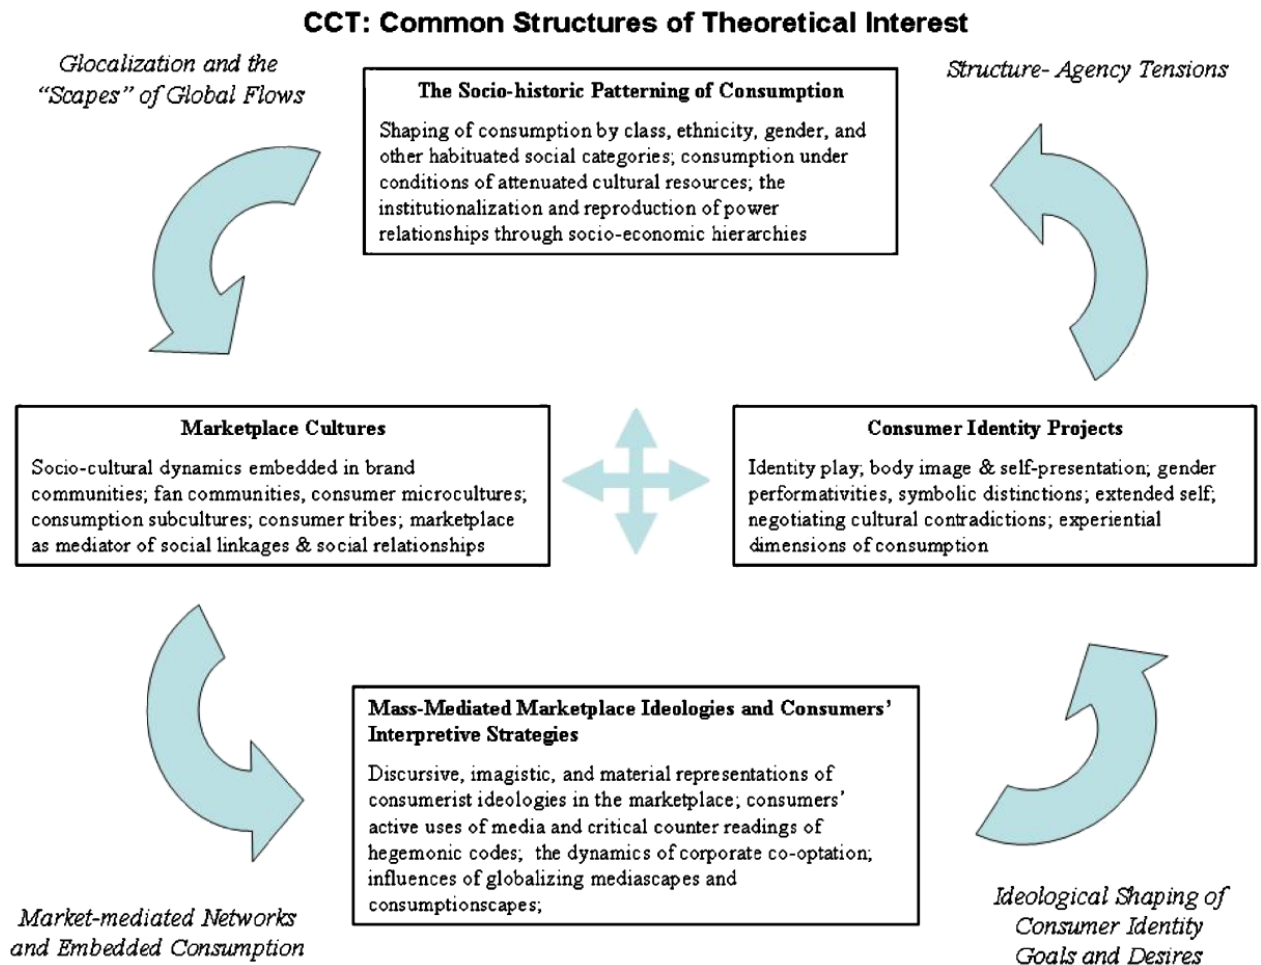 CCT: Common Structures of Theoretical Interest
Glocalization and the
“Scapes” of Global Flows
Structure- Agency Tensions
The Socio-historic Patterning of Consumption
Shaping of consumption by class, ethnicity, gender, and
other habituated social categories; consumption under
conditions of attenuated cultural resources; the
institutionalization and reproduction of power
relationships through socio-economic hierarchies
Marketplace Cultures
Socio-cultural dynamics embedded in brand
communities; fan communities, consumer microcultures;
consumption subcultures; consumer tribes; marketplace
as mediator of social linkages & social relationships
Consumer Identity Projects
Identity play; body image & self-presentation; gender
performativities, symbolic distinctions; extended self;
negotiating cultural contradictions; experiential
dimensions of consumption
Mass-Mediated Marketplace Ideologies and Consumers’
Interpretive Strategies
Discursive, imagistic, and material representations of
consumerist ideologies in the marketplace; consumers’
active uses of media and critical counter readings of
hegemonic codes; the dynamics of corporate co-optation;
influences of globalizing mediascapes and
consumptionscapes;
Market-mediated Networks
and Embedded Consumption
Ideological Shaping of
Consumer Identity
Goals and Desires